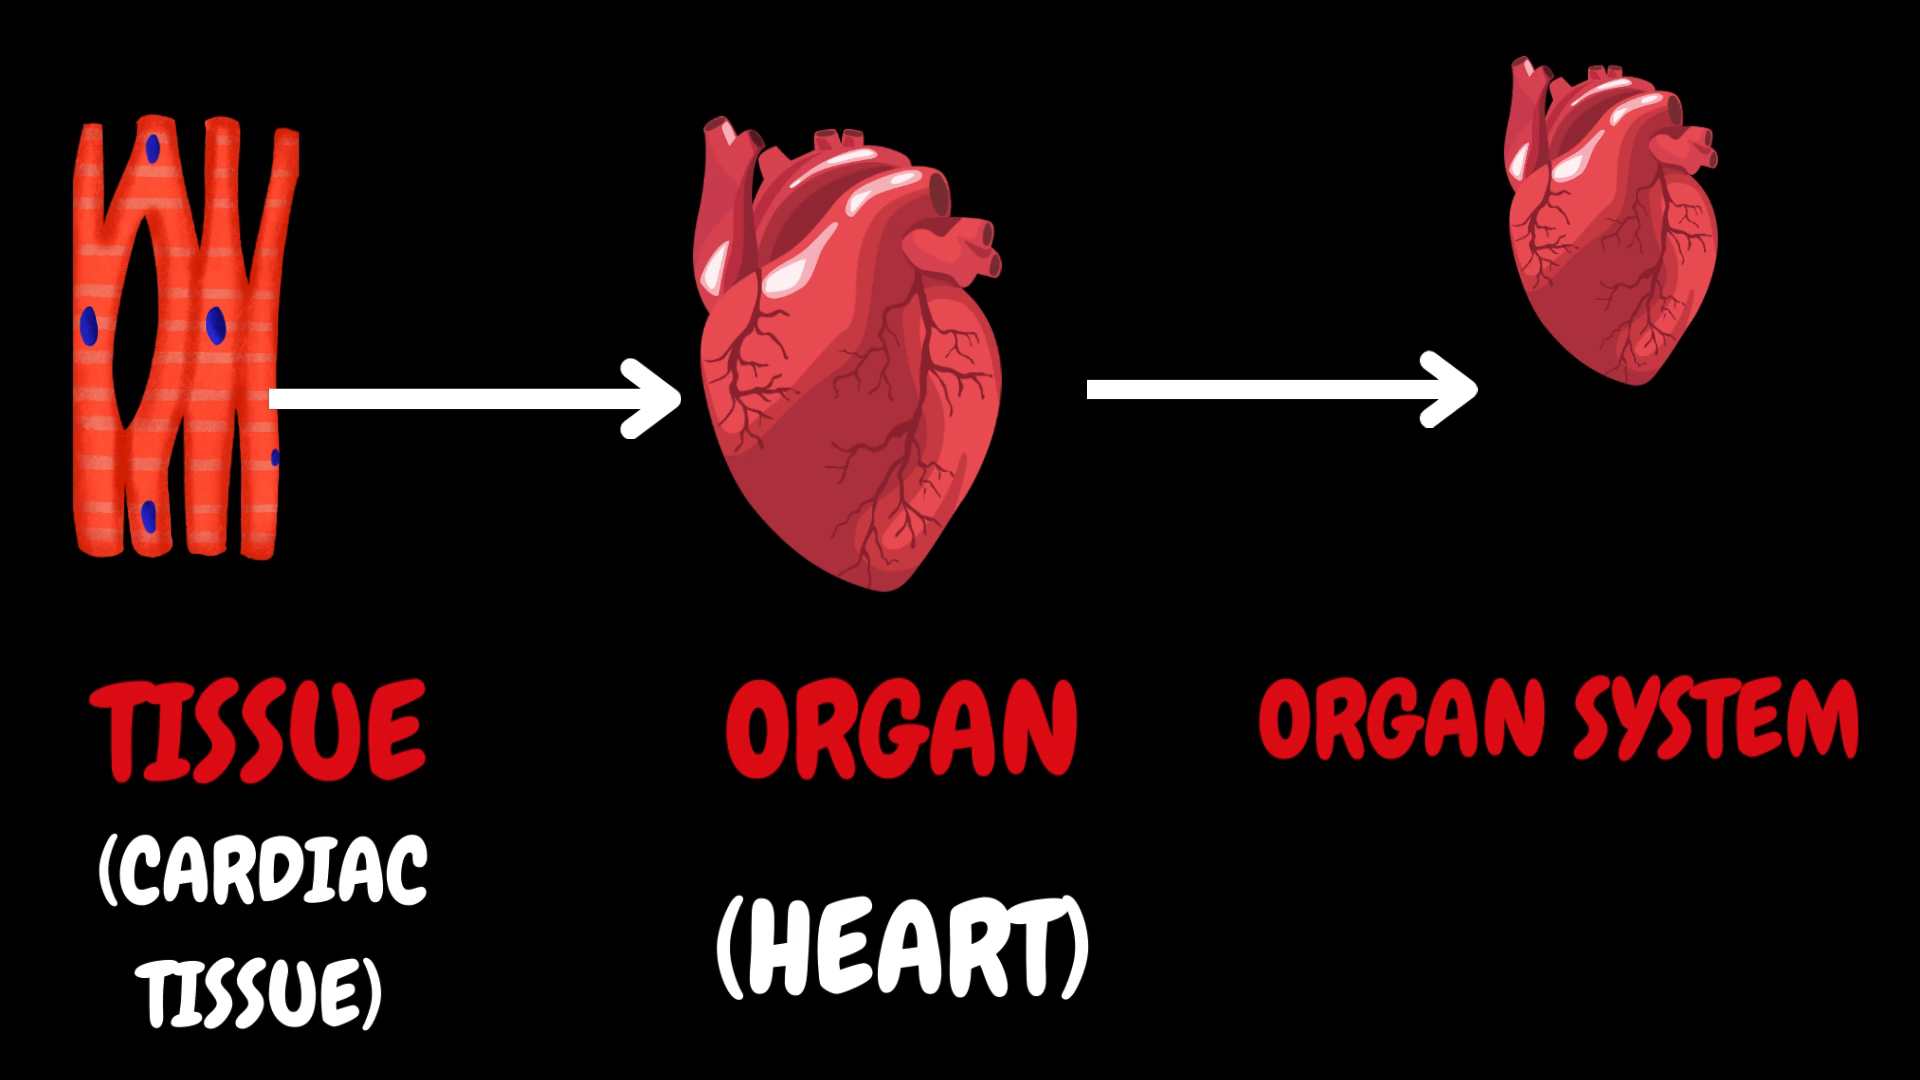 TISSUE
(CARDIAC
TISSUE)
ORGAN
(HEART)
ORGAN SYSTEM